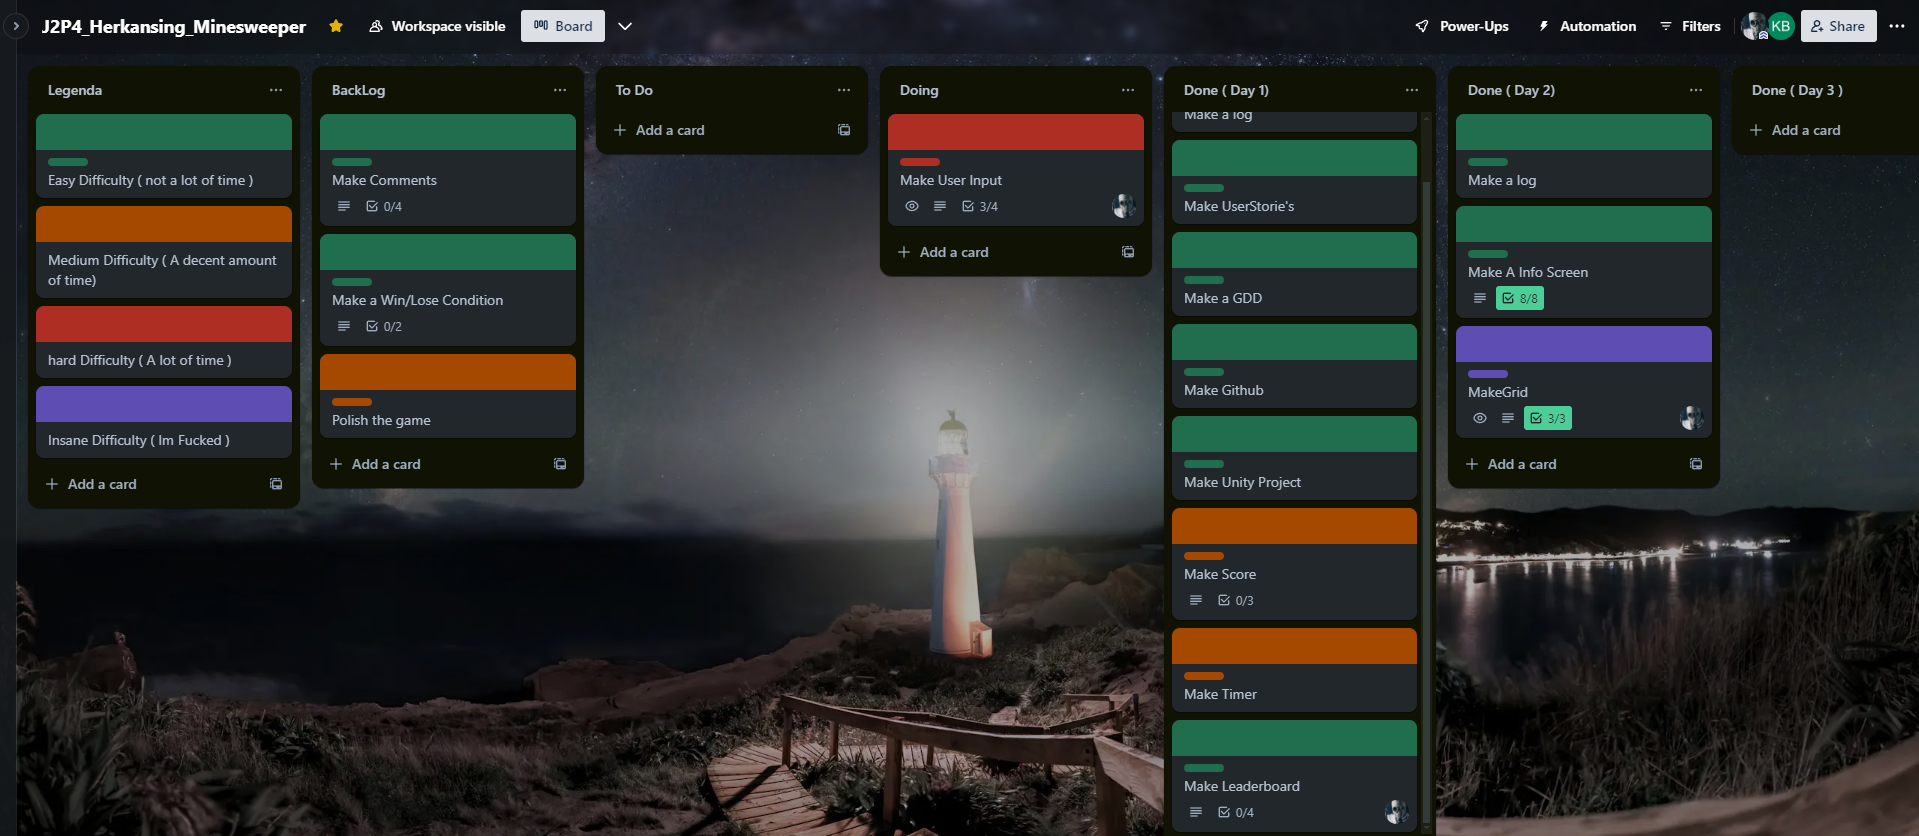 J2P4_Herkansing_Minesweeper
Workspace visible
Board
Power-Ups
Automation
Filters
KB
Share
Legenda
Easy Difficulty ( not a lot of time )
Medium Difficulty ( A decent amount
of time)
hard Difficulty ( A lot of time )
Insane Difficulty ( Im Fucked )
Add a card
BackLog
Make Comments
0/4
Make a Win/Lose Condition
0/2
Polish the game
Add a card
To Do
Add a card
Doing
Make User Input
3/4
Add a card
Done ( Day 1)
Make a log
Make UserStorie's
Make a GDD
Make Github
Make Unity Project
Make Score
0/3
Make Timer
Make Leaderboard
0/4
Done ( Day 2)
Make a log
Make A Info Screen
8/8
MakeGrid
3/3
Add a card
Done ( Day 3 )
Add a card